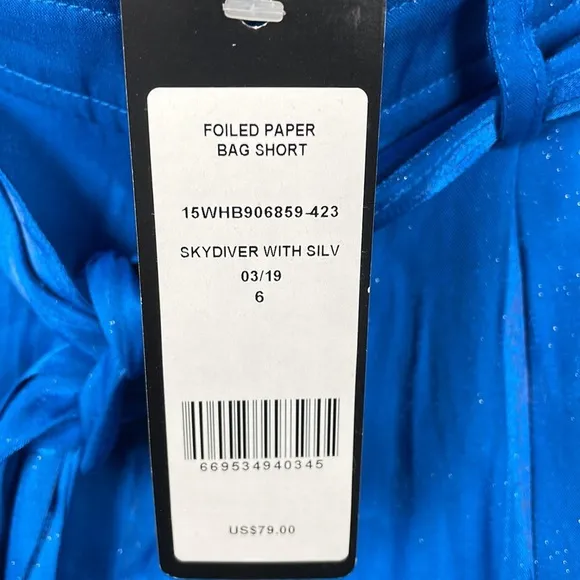 FOILED PAPER
BAG SHORT
15WHB906859-423
SKYDIVER WITH SILV
03/19
6
669534940345
US$79.00